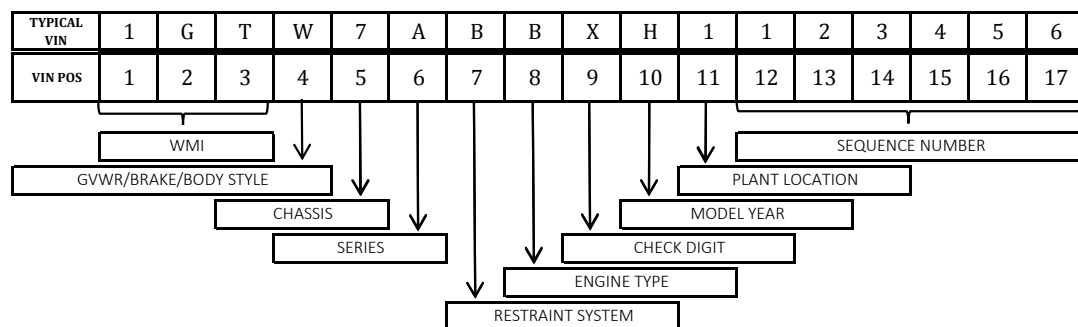 TYPICAL VIN 1 G T W 7 A B B X H 1 1 2 3 4 5 6
VIN POS 1 2 3 4 5 6 7 8 9 10 11 12 13 14 15 16 17
WMI SEQUENCE NUMBER
GVWR/BRAKE/BODY STYLE PLANT LOCATION
CHASSIS MODEL YEAR
SERIES CHECK DIGIT
ENGINE TYPE
RESTRAINT SYSTEM